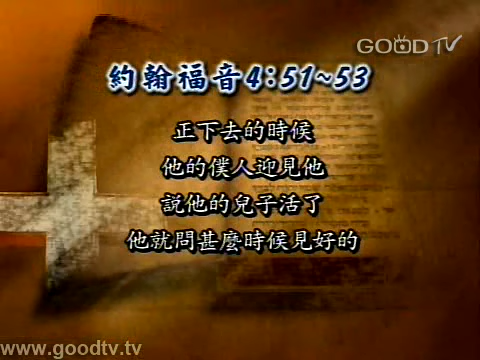 GOOD TV
約翰福音4:51~53
正下去的時候
他的僕人迎見他
說他的兒子活了
他就問甚麼時候見好的
www.goodtv.tv